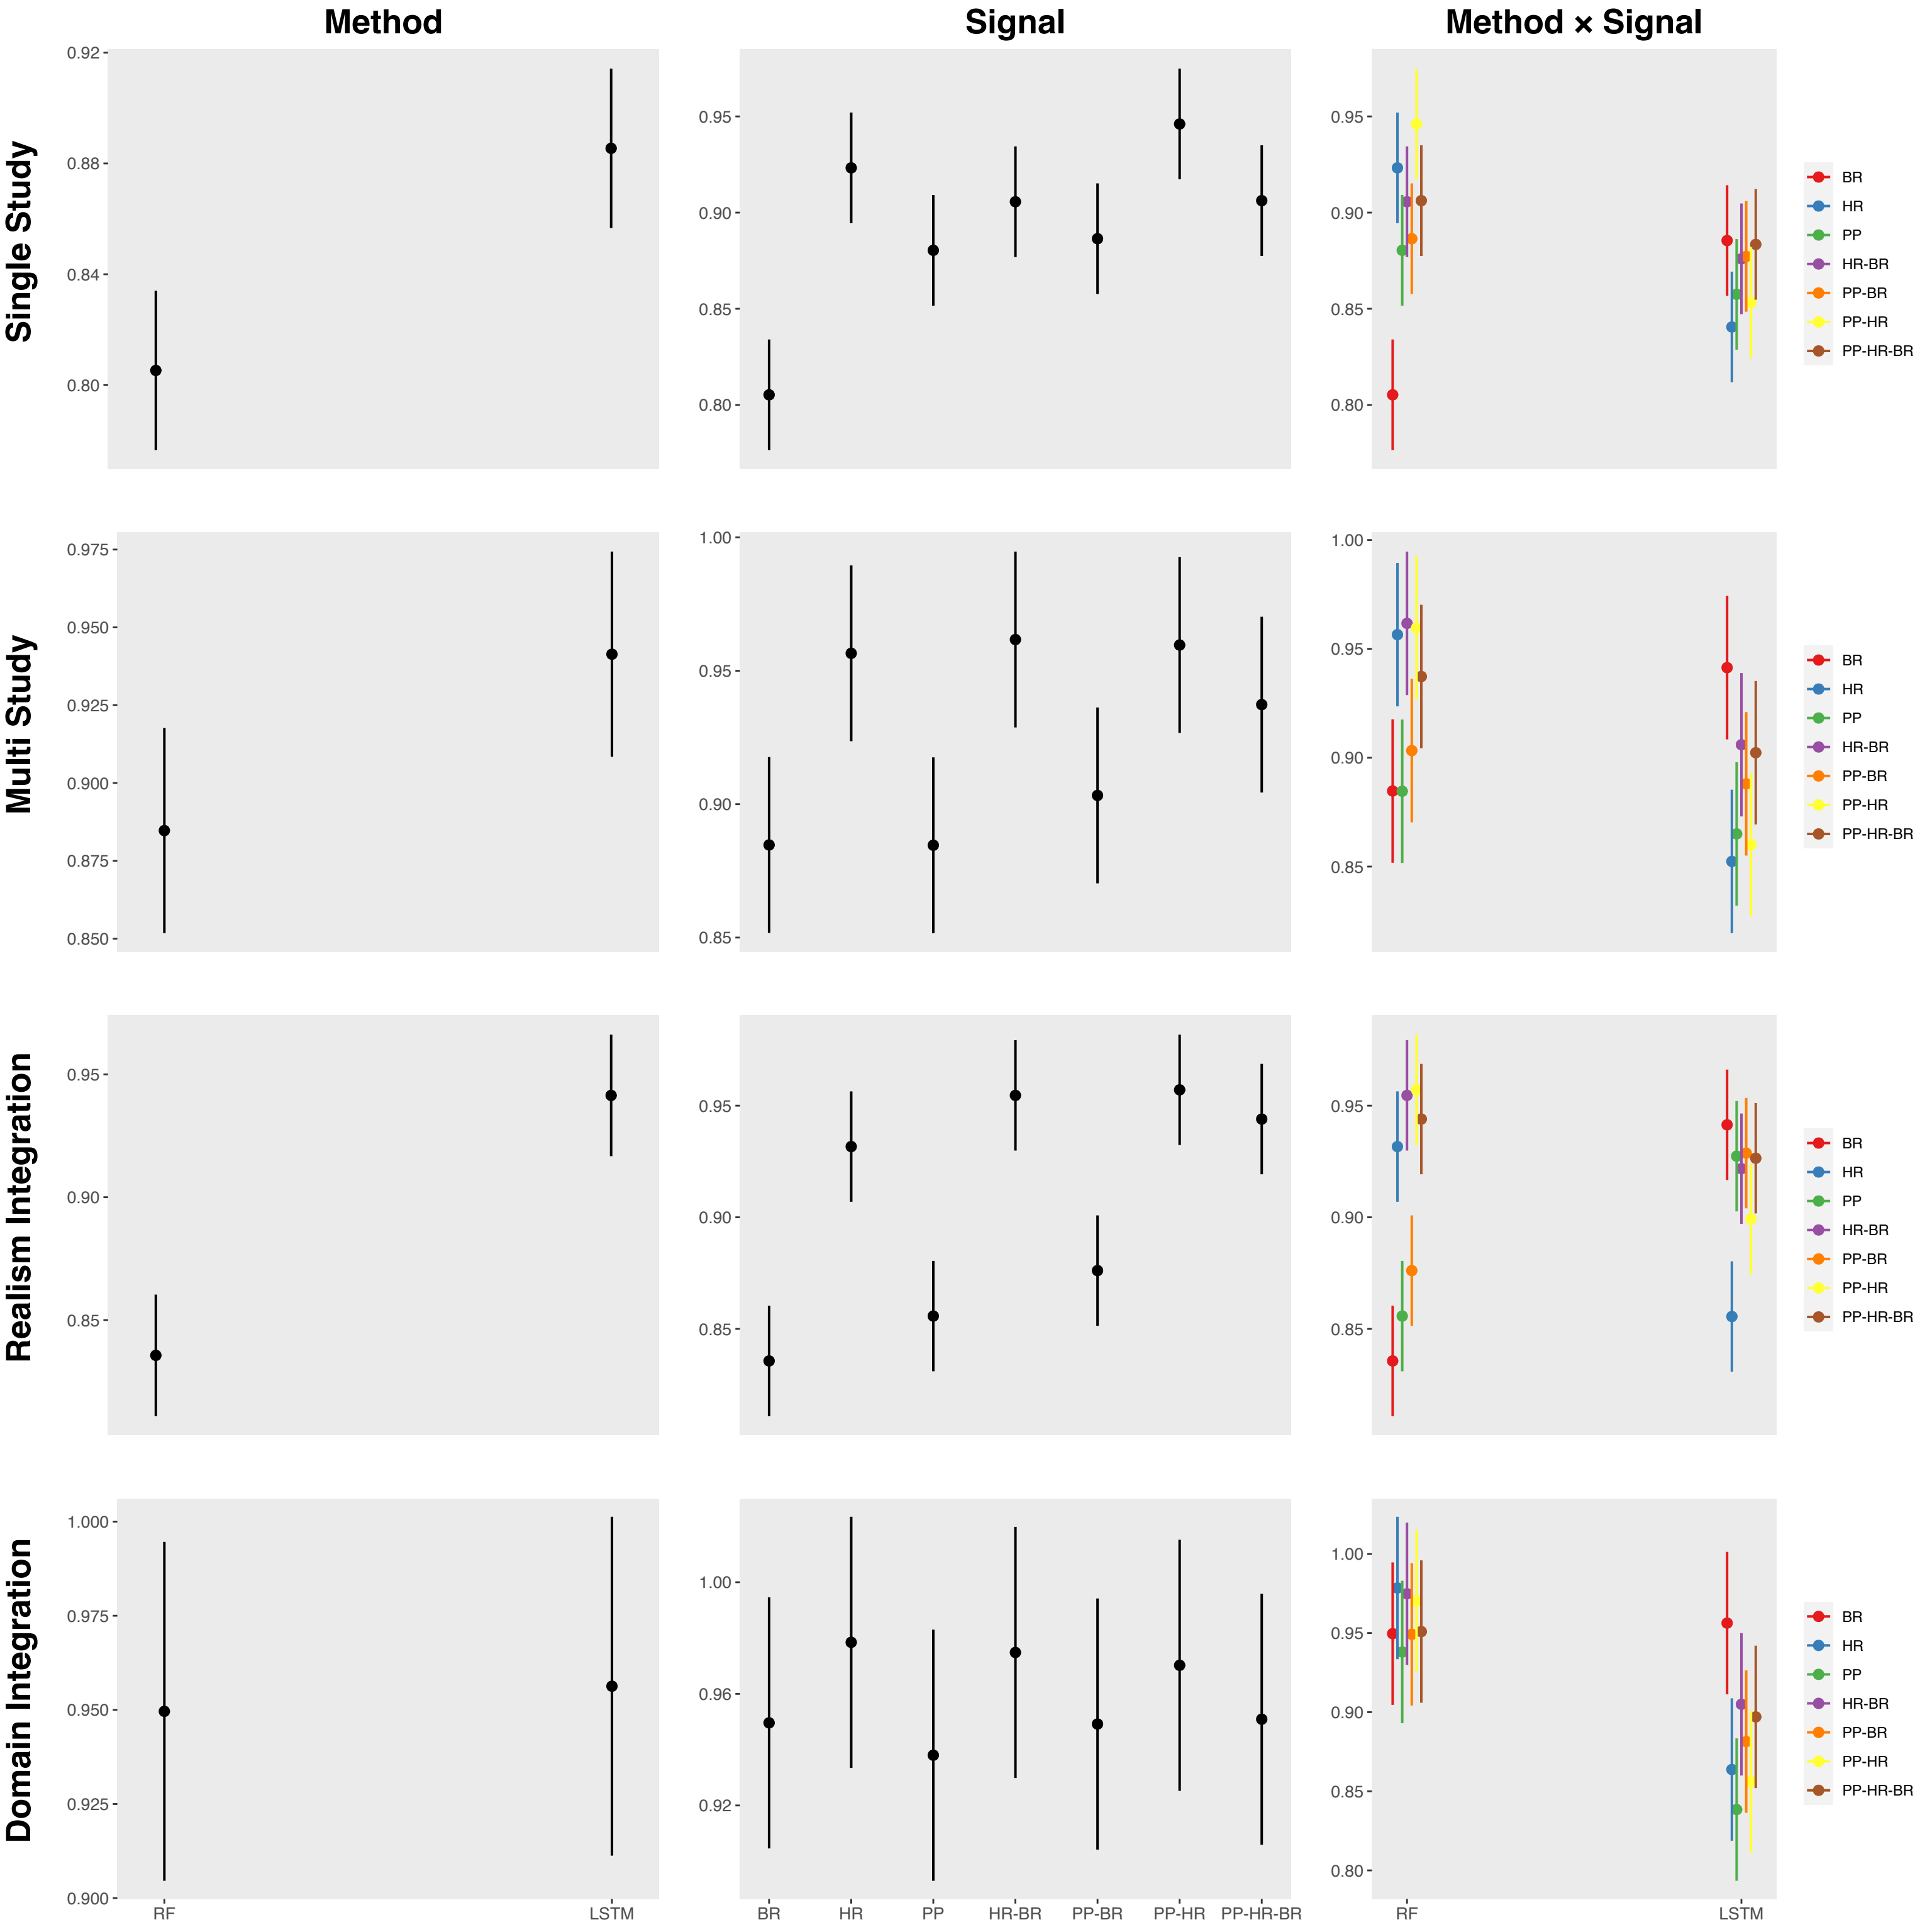 Method
Signal
Method × Signal
Single Study
0.92
0.88
0.84
0.80
0.95
0.90
0.85
0.80
0.95
0.90
0.85
0.80
BR
HR
PP
HR-BR
PP-BR
PP-HR
PP-HR-BR
Multi Study
0.975
0.950
0.925
0.900
0.875
0.850
1.00
0.95
0.90
0.85
1.00
0.95
0.90
0.85
BR
HR
PP
HR-BR
PP-BR
PP-HR
PP-HR-BR
Realism Integration
0.95
0.90
0.85
0.95
0.90
0.85
0.95
0.90
0.85
BR
HR
PP
HR-BR
PP-BR
PP-HR
PP-HR-BR
Domain Integration
1.000
0.975
0.950
0.925
0.900
RF LSTM
1.00
0.96
0.92
BR HR PP HR-BR PP-BR PP-HR PP-HR-BR
1.00
0.95
0.90
0.85
0.80
RF LSTM
BR
HR
PP
HR-BR
PP-BR
PP-HR
PP-HR-BR